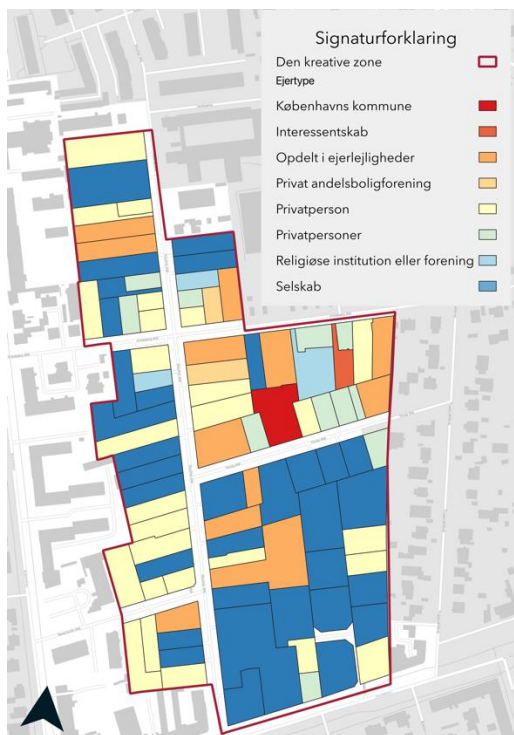 Signaturforklaring
Den kreative zone
Ejertype
Københavns kommune
Interessentskab
Opdelt i ejerlejligheder
Privat andelsboligforening
Privatperson
Privatpersoner
Religiøse institution eller forening
Selskab